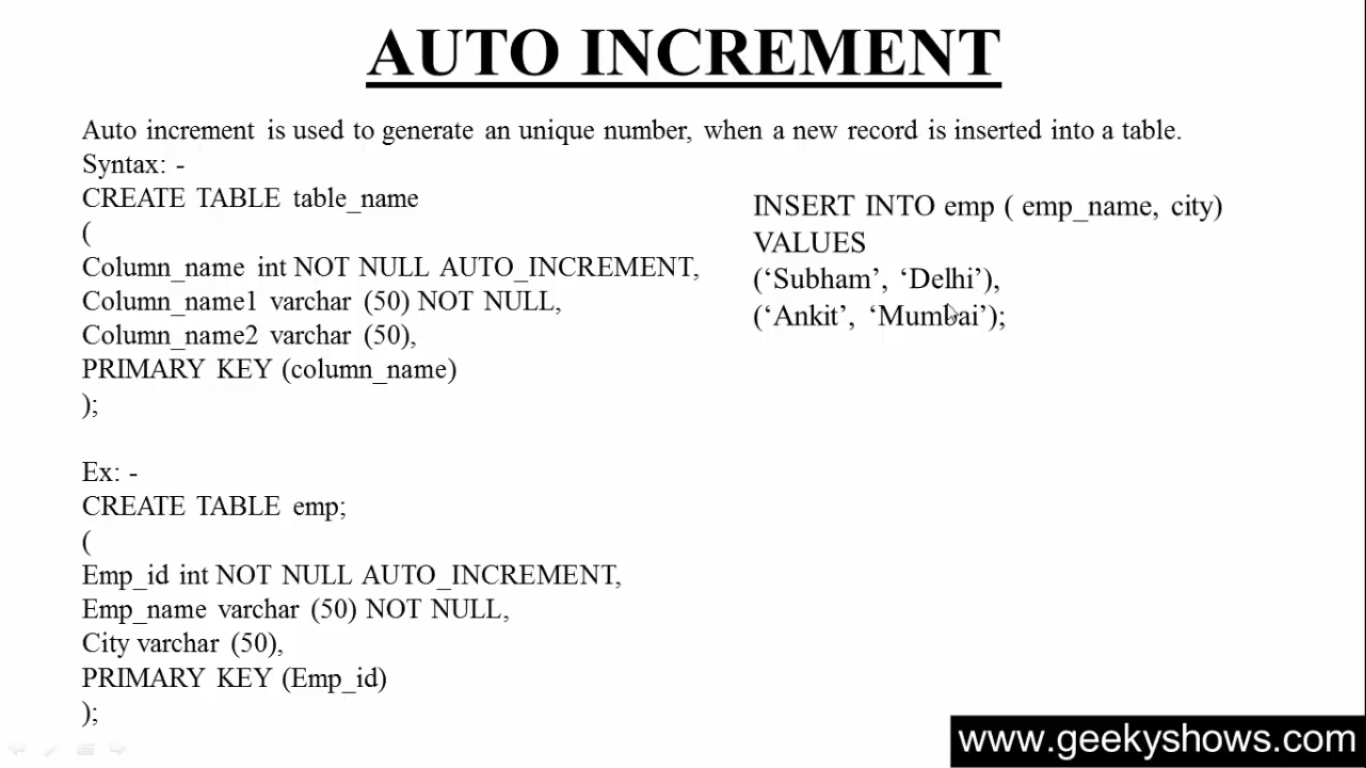 AUTO INCREMENT
Auto increment is used to generate an unique number, when a new record is inserted into a table.
Syntax: -
CREATE TABLE table_name
(
Column_name int NOT NULL AUTO_INCREMENT,
Column_name1 varchar (50) NOT NULL,
Column_name2 varchar (50),
PRIMARY KEY (column_name)
);
Ex: -
CREATE TABLE emp;
(
Emp_id int NOT NULL AUTO_INCREMENT,
Emp_name varchar (50) NOT NULL,
City varchar (50),
PRIMARY KEY (Emp_id)
);
INSERT INTO emp ( emp_name, city)
VALUES
(‘Subham’, ‘Delhi’),
(‘Ankit’, ‘Mumbai’);
www.geekyshows.com